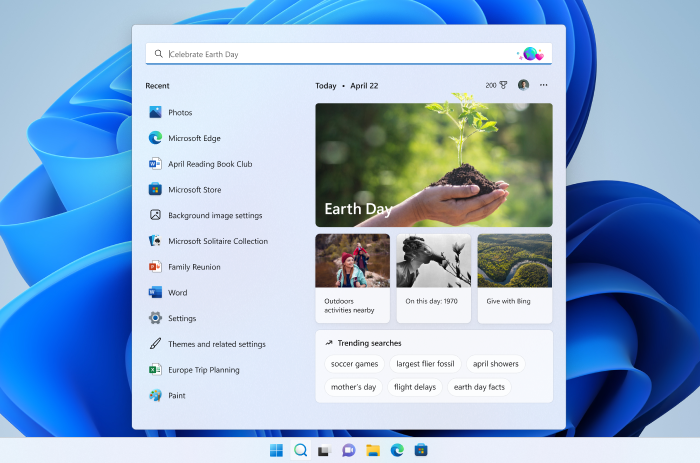 Celebrate Earth Day
Recent
Photos
Microsoft Edge
April Reading Book Club
Microsoft Store
Background image settings
Microsoft Solitaire Collection
Family Reunion
Word
Settings
Themes and related settings
Europe Trip Planning
Paint
Today • April 22
200
Earth Day
Outdoors
activities nearby
On this day: 1970
Give with Bing
Trending searches
soccer games
largest flier fossil
april showers
mother's day
flight delays
earth day facts